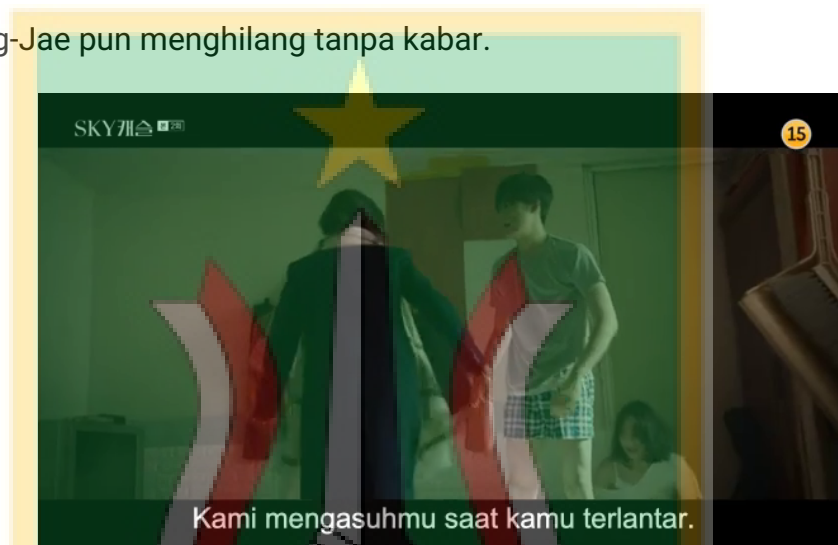 g-Jae pun menghilang tanpa kabar.
SKY캐슬
15
Kami mengasuhmu saat kamu terlantar.